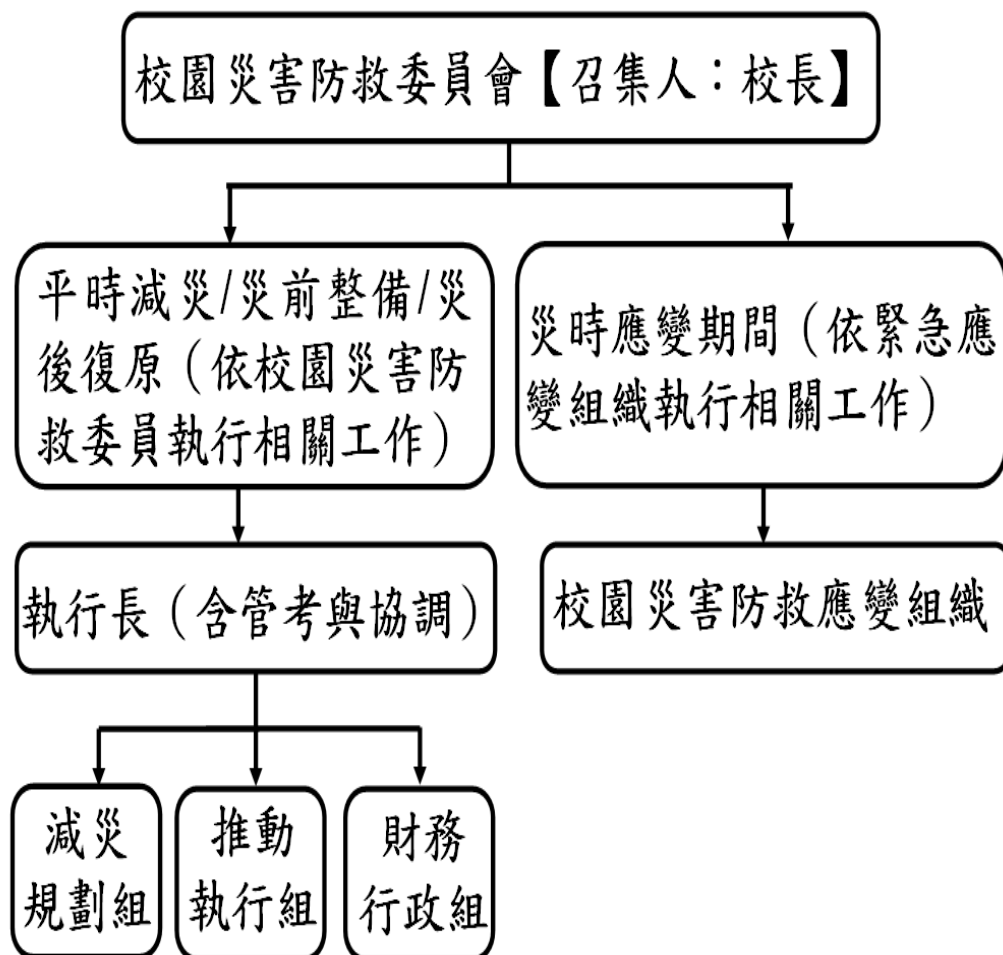 校園災害防救委員會【召集人：校長】
平時減災/災前整備/災
後復原（依校園災害防
救委員執行相關工作）
災時應變期間（依緊急應
變組織執行相關工作）
執行長（含管考與協調）
校園災害防救應變組織
減災
規劃組
推動
執行組
財務
行政組